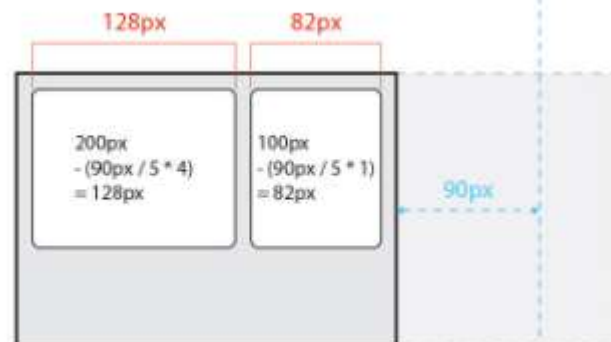 128px
82px
200px
- (90px / 5 * 4)
= 128px
100px
- (90px / 5 * 1)
= 82px
90px